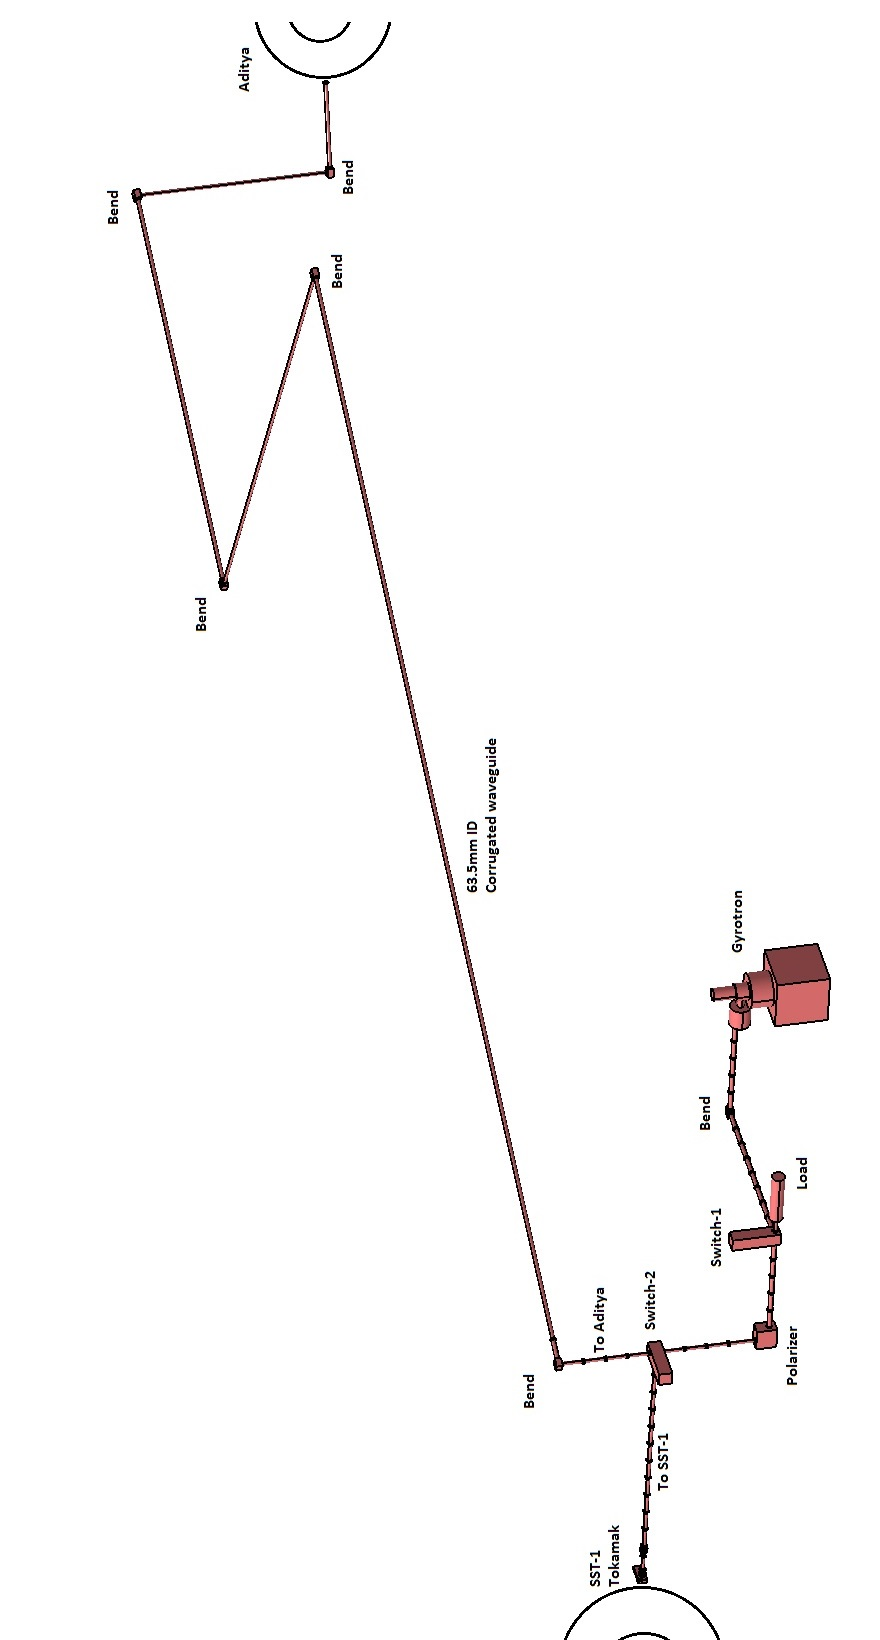 Aditya
Bend
Bend
Bend
Bend
63.5mm ID
Corrugated waveguide
Gyrotron
Bend
Load
Switch-1
Switch-2
To Aditya
Polarizer
Bend
To SST-1
SST-1
Tokamak